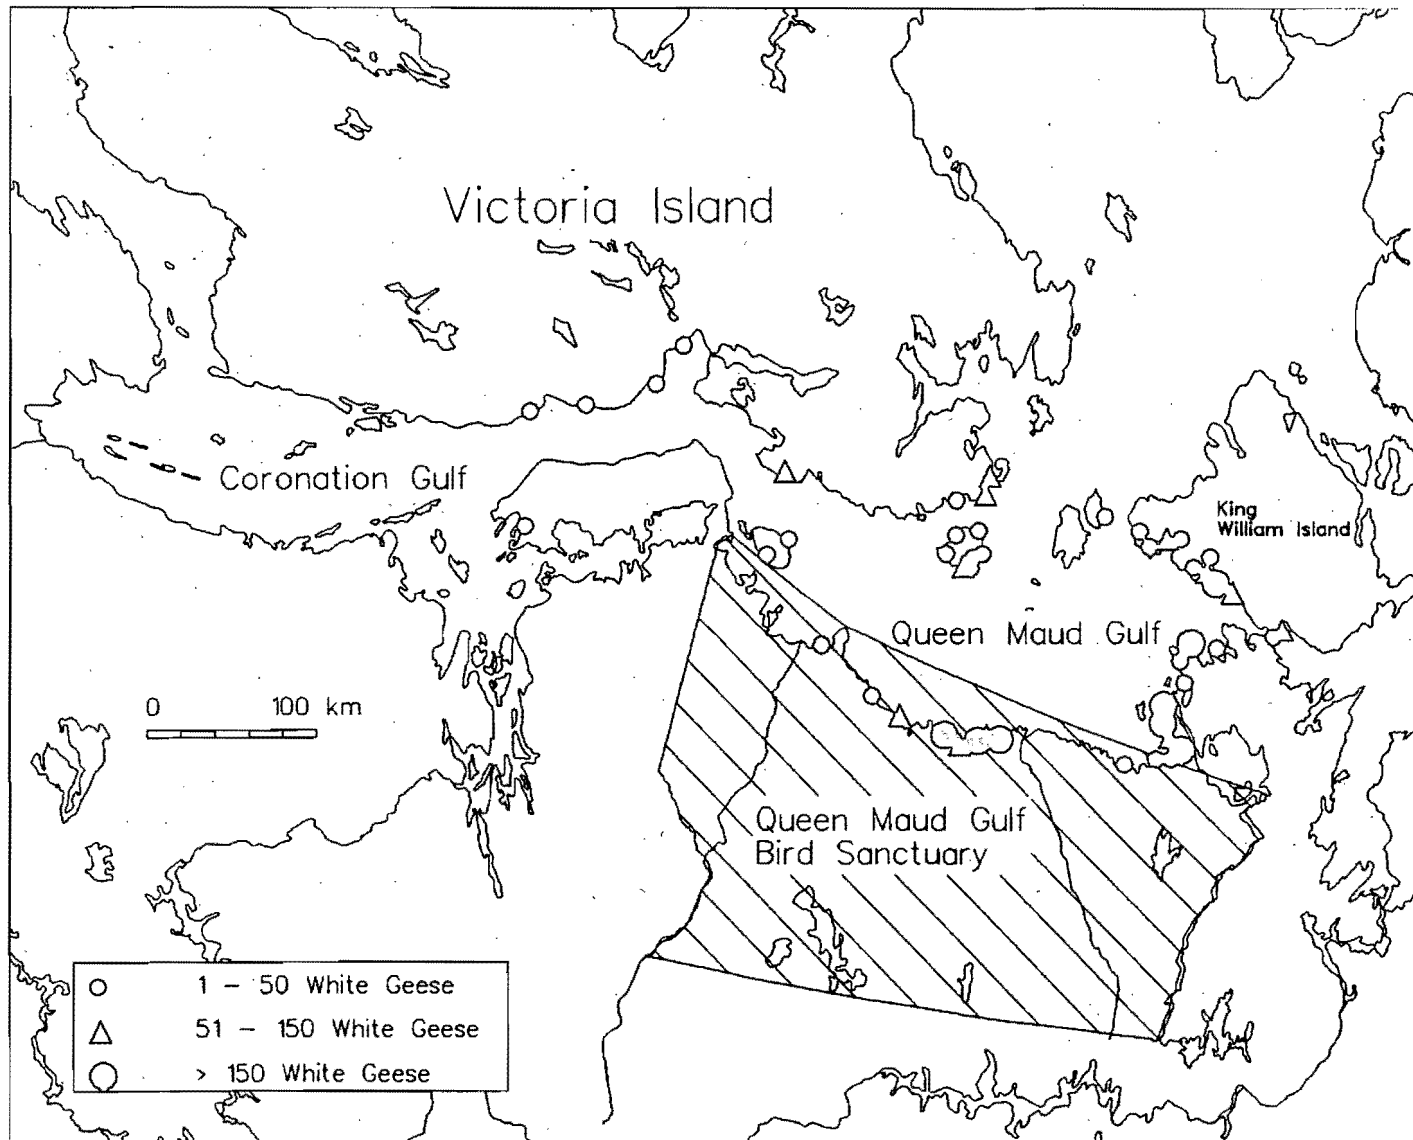 Victoria Island
Coronation Gulf
King
William Island
Queen Maud Gulf
0 100 km
Queen Maud Gulf
Bird Sanctuary
1 - 50 White Geese
51 - 150 White Geese
> 150 White Geese